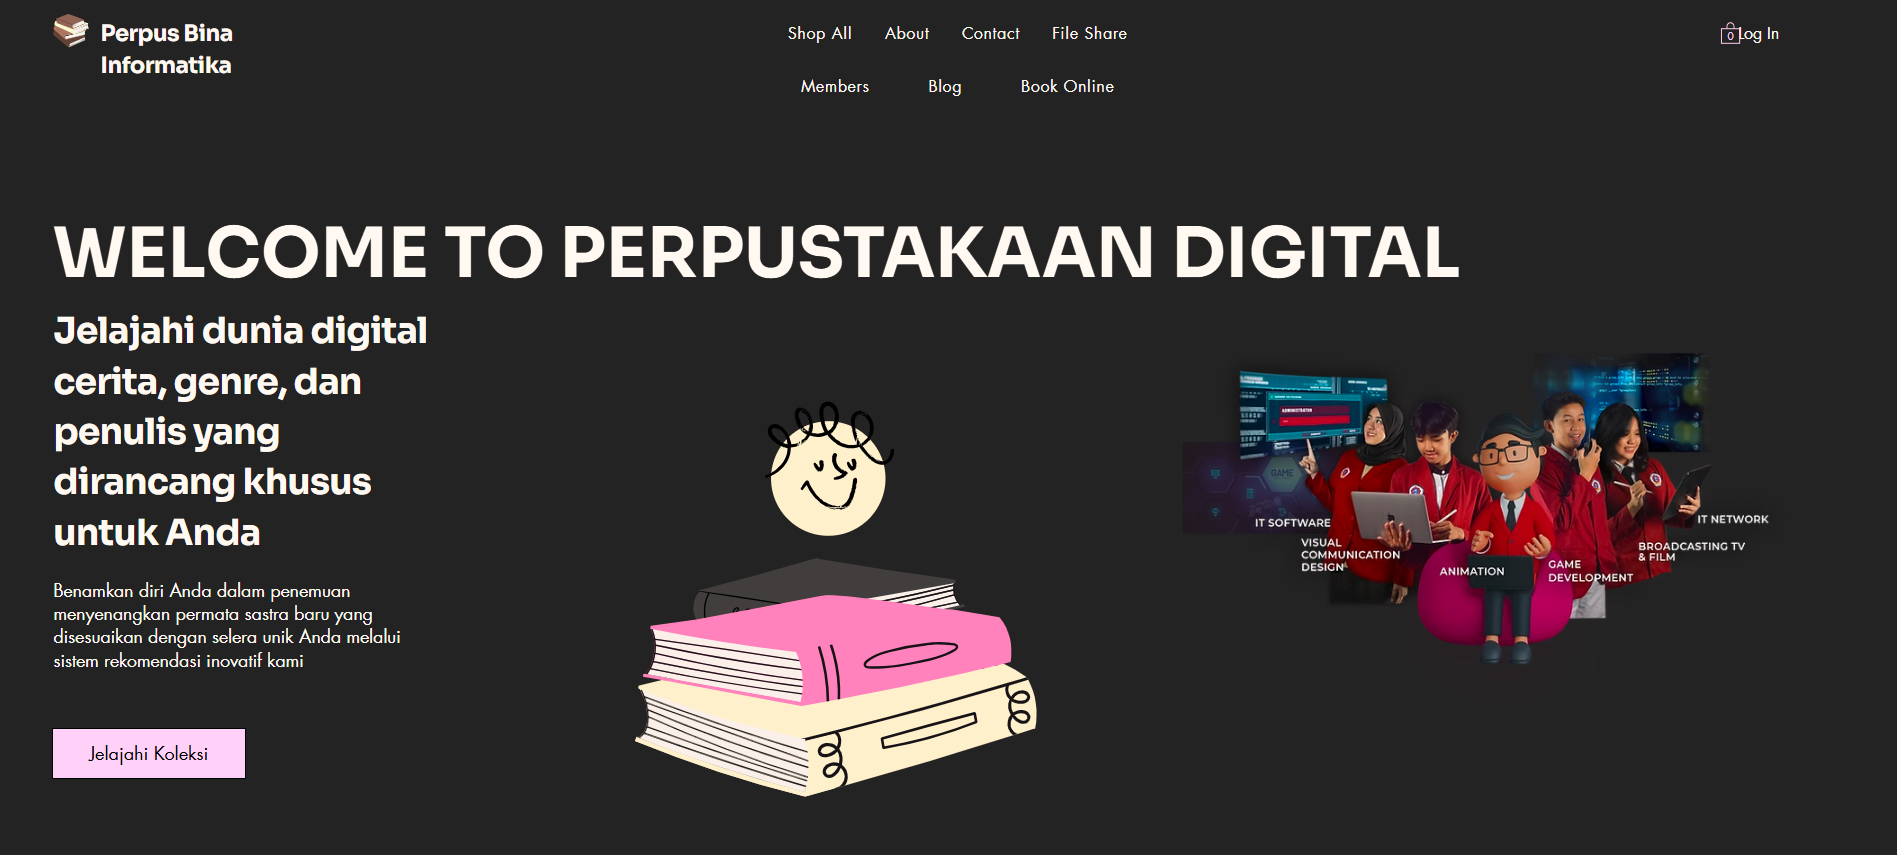 Perpus Bina
Informatika
Shop All About Contact File Share
Members Blog Book Online
0
Log In
WELCOME TO PERPUSTAKAAN DIGITAL
Jelajahi dunia digital
cerita, genre, dan
penulis yang
dirancang khusus
untuk Anda
Benamkan diri Anda dalam penemuan
menyenangkan permata sastra baru yang
disesuaikan dengan selera unik Anda melalui
sistem rekomendasi inovatif kami
Jelajahi Koleksi
ADMINISTRATOR
GAME
IT SOFTWARE
VISUAL
COMMUNICATION
DESIGN
ANIMATION
GAME
DEVELOPMENT
BROADCASTING TV
& FILM
IT NETWORK